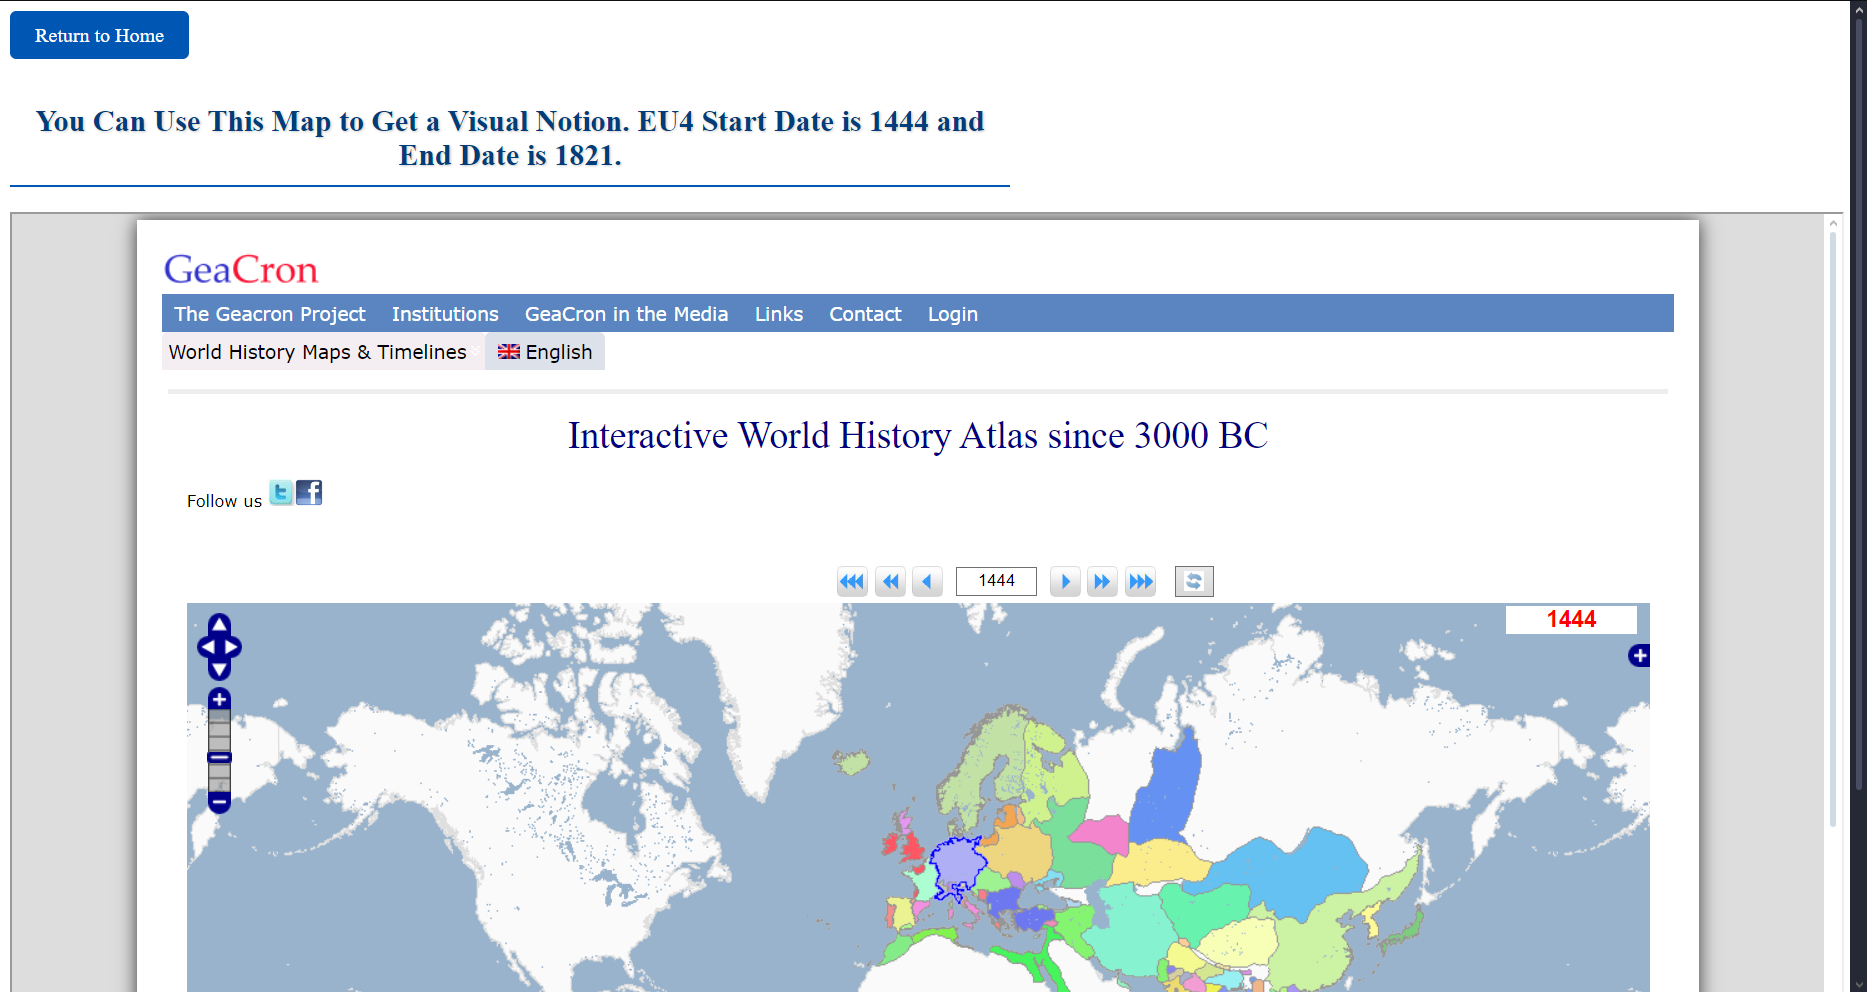 Return to Home
You Can Use This Map to Get a Visual Notion. EU4 Start Date is 1444 and
End Date is 1821.
GeaCron
The Geacron Project Institutions GeaCron in the Media Links Contact Login
World History Maps & Timelines English
Interactive World History Atlas since 3000 BC
Follow us
1444
1444